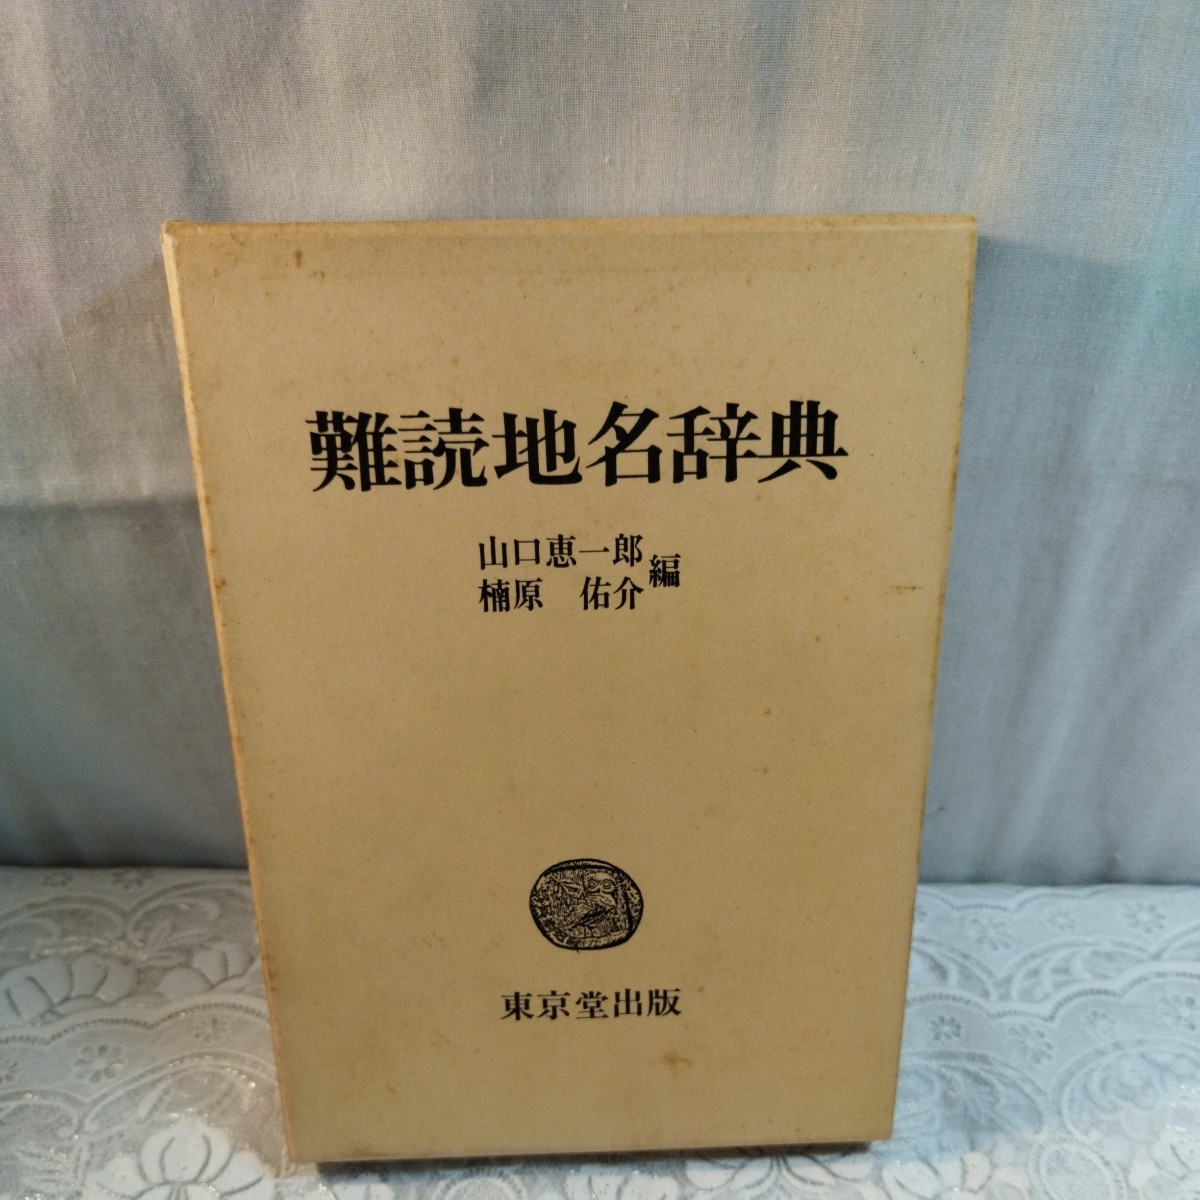 難読地名辞典
山口恵一郎
楠原　佑介
編
東京堂出版